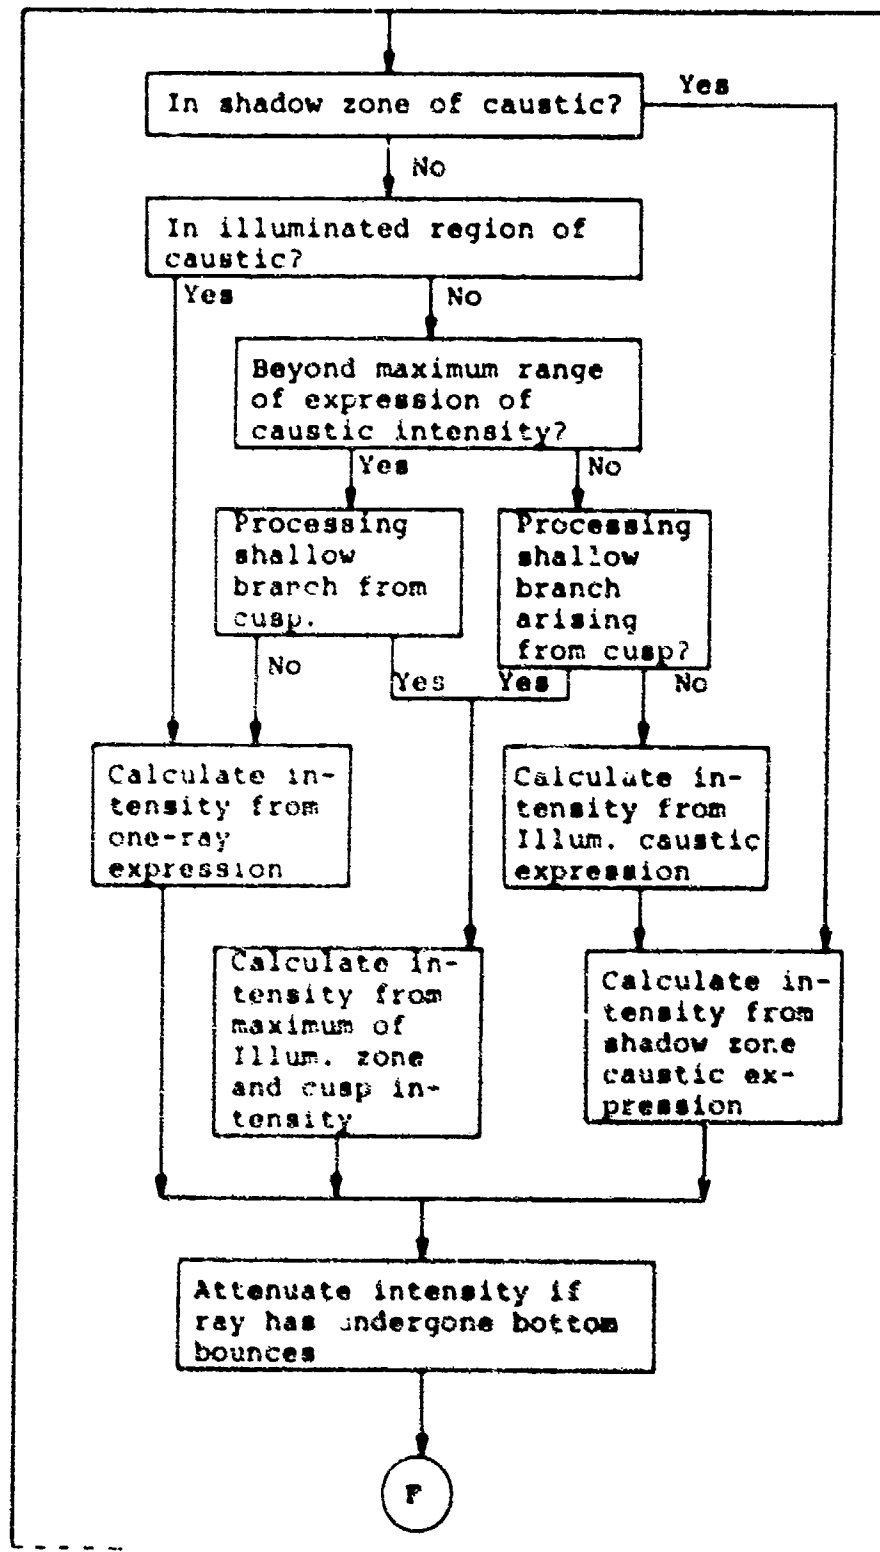 In shadow zone of caustic?
Yes
No
In illuminated region of
caustic?
Yes
No
Beyond maximum range
of expression of
caustic intensity?
Yes
No
Processing
shallow
branch from
cusp.
Processing
shallow
branch
arising
from cusp?
No
Yes
Yes
No
Calculate in-
tensity from
one-ray
expression
Calculate in-
tensity from
Illum. caustic
expression
Calculate in-
tensity from
maximum of
Illum. zone
and cusp in-
tensity
Calculate in-
tensity from
shadow zone
caustic ex-
pression
Attenuate intensity if
ray has undergone bottom
bounces
F